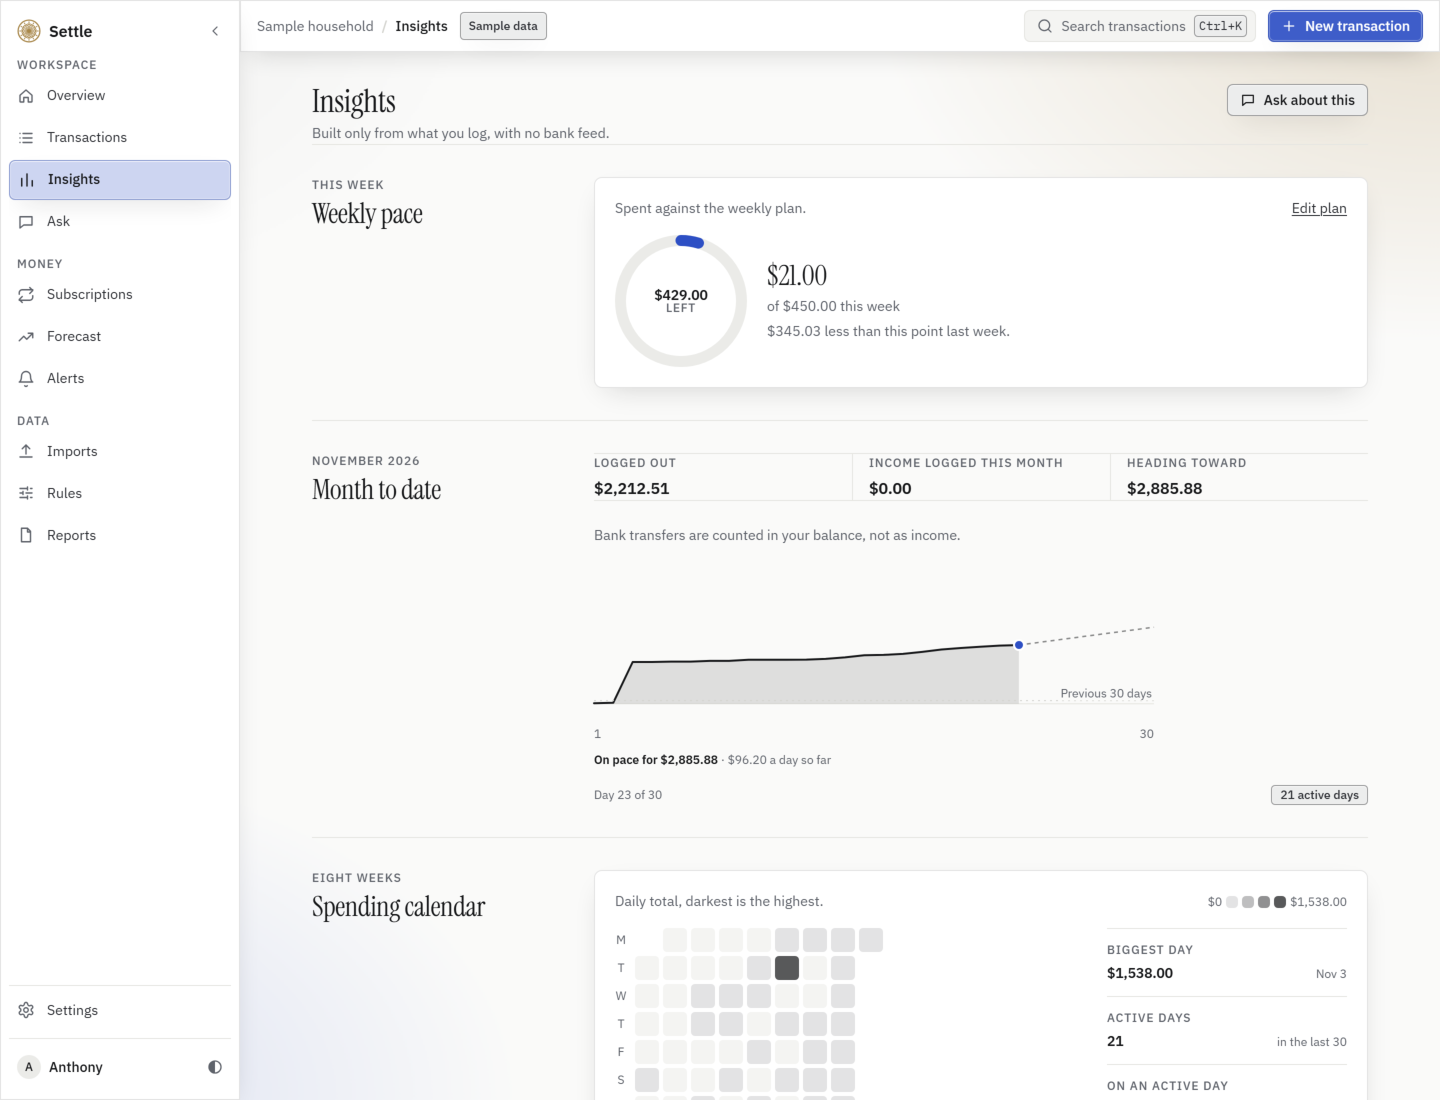 Settle
WORKSPACE
Overview
Transactions
Insights
Ask
MONEY
Subscriptions
Forecast
Alerts
DATA
Imports
Rules
Reports
Settings
A Anthony
Sample household / Insights Sample data
Search transactions Ctrl+K
New transaction
Insights
Built only from what you log, with no bank feed.
Ask about this
THIS WEEK
Weekly pace
Spent against the weekly plan.
Edit plan
$429.00
LEFT
$21.00
of $450.00 this week
$345.03 less than this point last week.
NOVEMBER 2026
Month to date
LOGGED OUT
$2,212.51
INCOME LOGGED THIS MONTH
$0.00
HEADING TOWARD
$2,885.88
Bank transfers are counted in your balance, not as income.
Previous 30 days
1 30
On pace for $2,885.88 · $96.20 a day so far
Day 23 of 30
21 active days
EIGHT WEEKS
Spending calendar
Daily total, darkest is the highest.
$0 $1,538.00
M
T
W
T
F
S
BIGGEST DAY
$1,538.00 Nov 3
ACTIVE DAYS
21 in the last 30
ON AN ACTIVE DAY